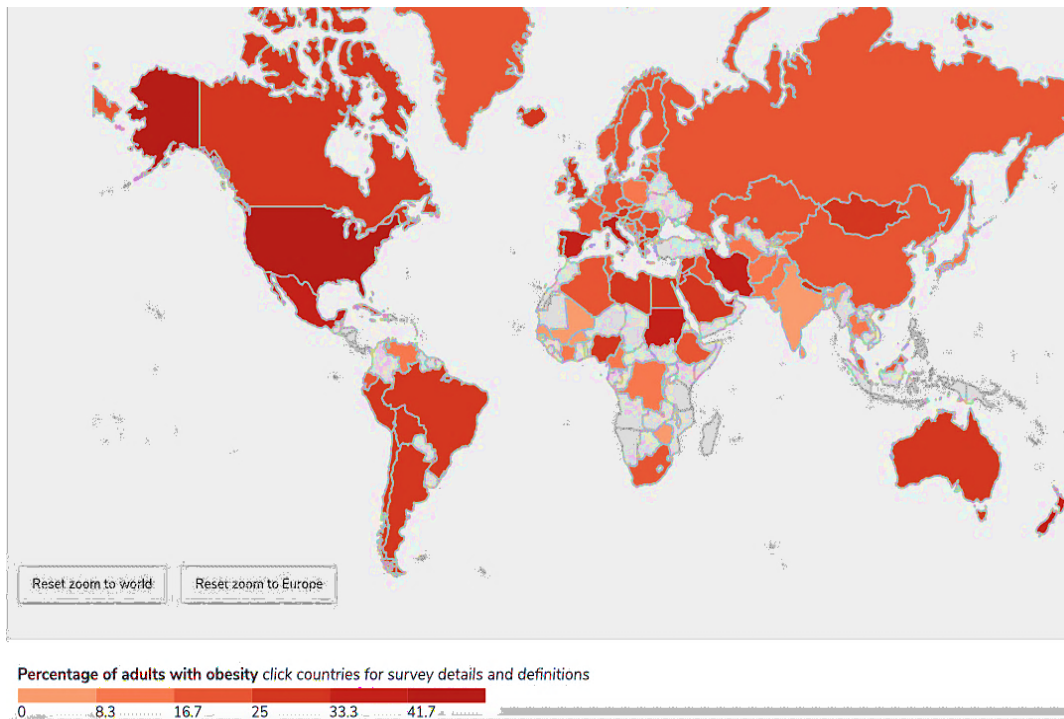 Reset zoom to world
Reset zoom to Europe
Percentage of adults with obesity click countries for survey details and definitions
0 8.3 16.7 25 33.3 41.7